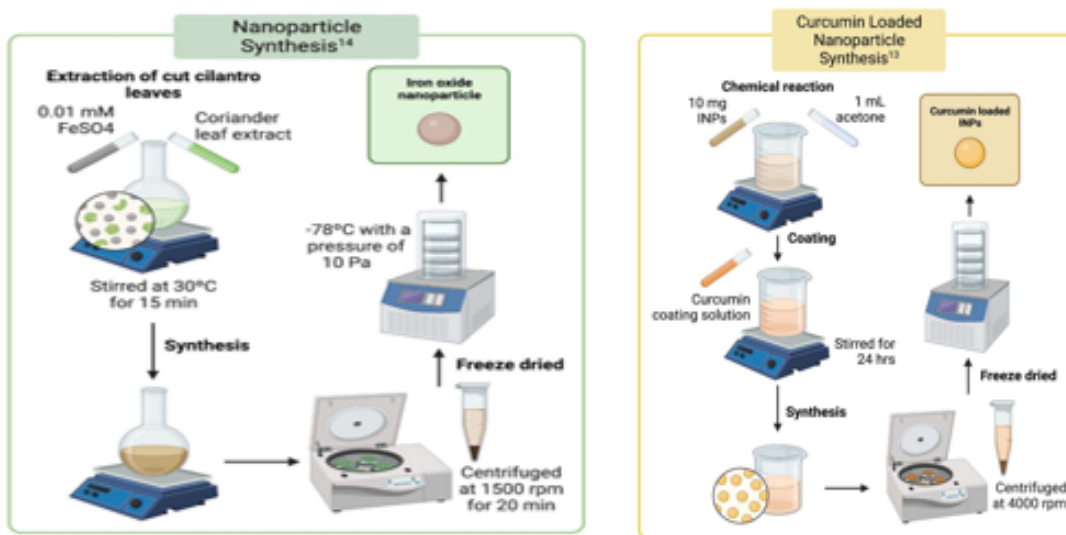 Nanoparticle
Synthesis¹⁴
Extraction of cut cilantro
leaves
0.01 mM
FeSO4
Coriander
leaf extract
Stirred at 30ºC
for 15 min
Synthesis
Centrifuged
at 1500 rpm
for 20 min
Freeze dried
-78ºC with a
pressure of
10 Pa
Iron oxide
nanoparticle
Curcumin Loaded
Nanoparticle
Synthesis¹³
Chemical reaction
10 mg
INPs
1 mL
acetone
Coating
Curcumin
coating solution
Stirred for
24 hrs
Synthesis
Centrifuged
at 4000 rpm
Freeze dried
Curcumin loaded
INPs